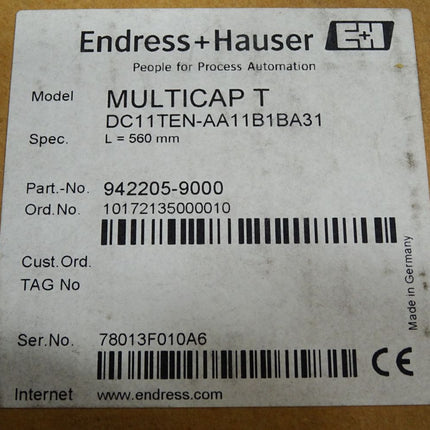 Endress+Hauser E+H
People for Process Automation
Model MULTICAP T
DC11TEN-AA11B1BA31
Spec. L = 560 mm
Part.-No. 942205-9000
Ord.No. 10172135000010
Cust.Ord.
TAG No
Made in Germany
Ser.No. 78013F010A6
CE
Internet www.endress.com